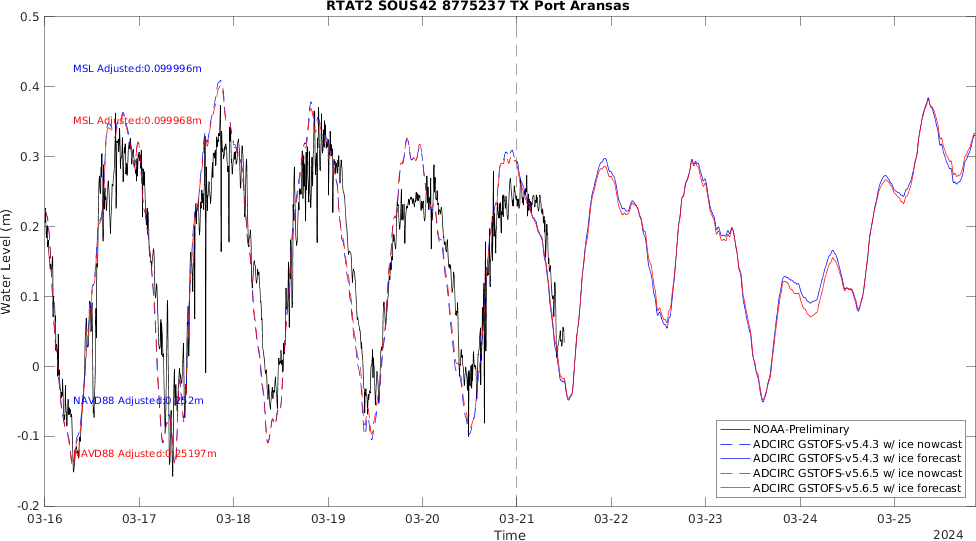 RTAT2 SOUS42 8775237 TX Port Aransas
0.5
0.4
0.3
0.2
0.1
0
-0.1
-0.2
Water Level (m)
MSL Adjusted:0.099996m
MSL Adjusted:0.099968m
NAVD88 Adjusted:0.252m
NAVD88 Adjusted:0.25197m
NOAA-Preliminary
ADCIRC GSTOFS-v5.4.3 w/ ice nowcast
ADCIRC GSTOFS-v5.4.3 w/ ice forecast
ADCIRC GSTOFS-v5.6.5 w/ ice nowcast
ADCIRC GSTOFS-v5.6.5 w/ ice forecast
03-16 03-17 03-18 03-19 03-20 03-21 03-22 03-23 03-24 03-25
Time
2024